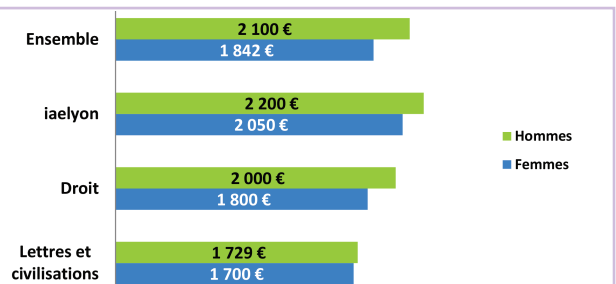 Ensemble
2 100 €
1 842 €
iaelyon
2 200 €
2 050 €
Hommes
Femmes
Droit
2 000 €
1 800 €
Lettres et
civilisations
1 729 €
1 700 €